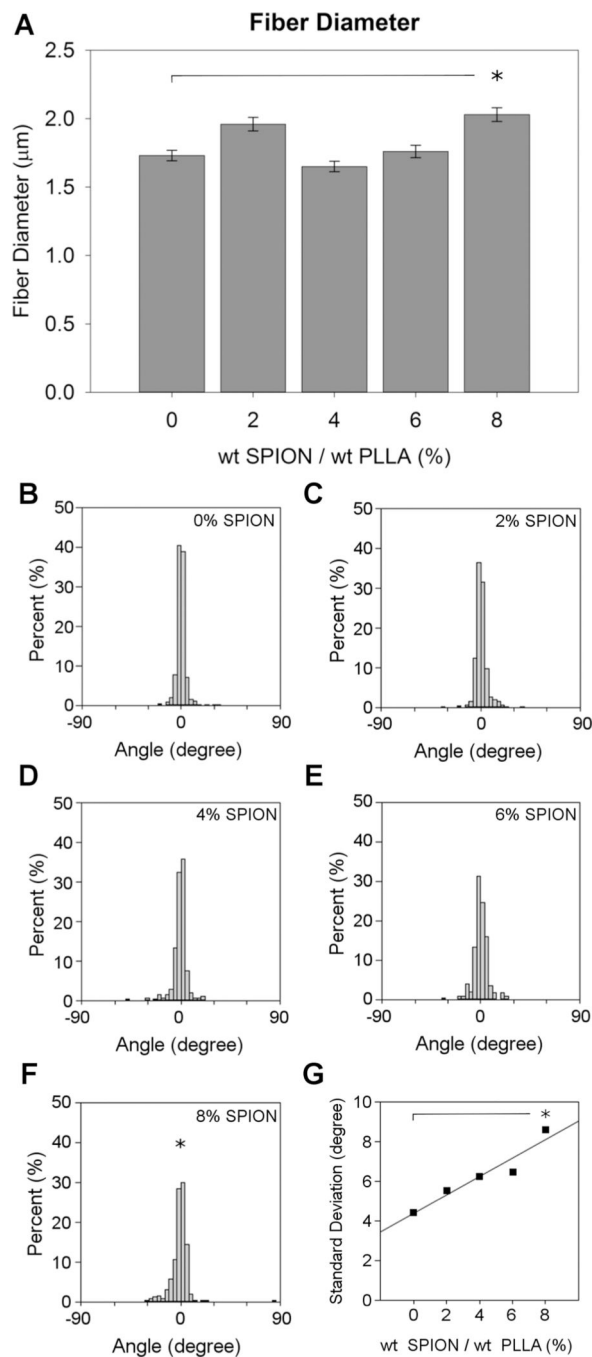 A
Fiber Diameter
*
2.5
2.0
1.5
1.0
0.5
0.0
Fiber Diameter (μm)
0 2 4 6 8
wt SPION / wt PLLA (%)
B
0% SPION
50
40
30
20
10
0
Percent (%)
-90 0 90
Angle (degree)
C
2% SPION
50
40
30
20
10
0
Percent (%)
-90 0 90
Angle (degree)
D
4% SPION
50
40
30
20
10
0
Percent (%)
-90 0 90
Angle (degree)
E
6% SPION
50
40
30
20
10
0
Percent (%)
-90 0 90
Angle (degree)
F
8% SPION
*
50
40
30
20
10
0
Percent (%)
-90 0 90
Angle (degree)
G
*
10
8
6
4
2
0
Standard Deviation (degree)
0 2 4 6 8
wt SPION / wt PLLA (%)